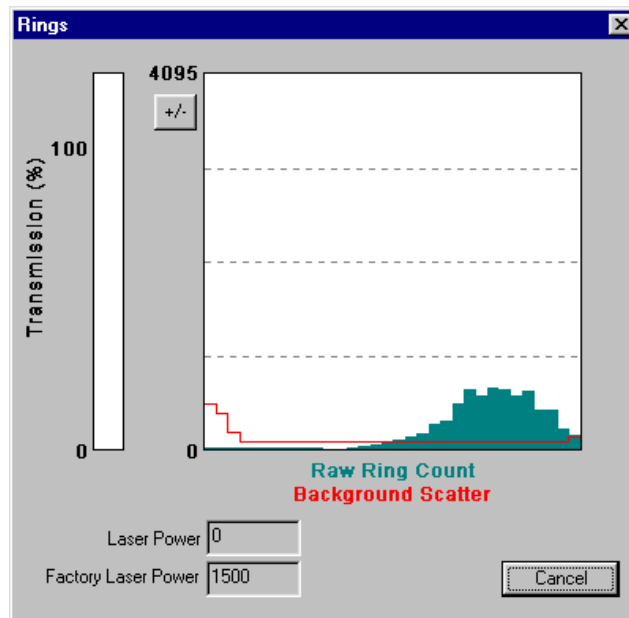 Rings
4095
+/-
100
Transmission (%)
0
0
Raw Ring Count
Background Scatter
Laser Power 0
Factory Laser Power 1500
Cancel